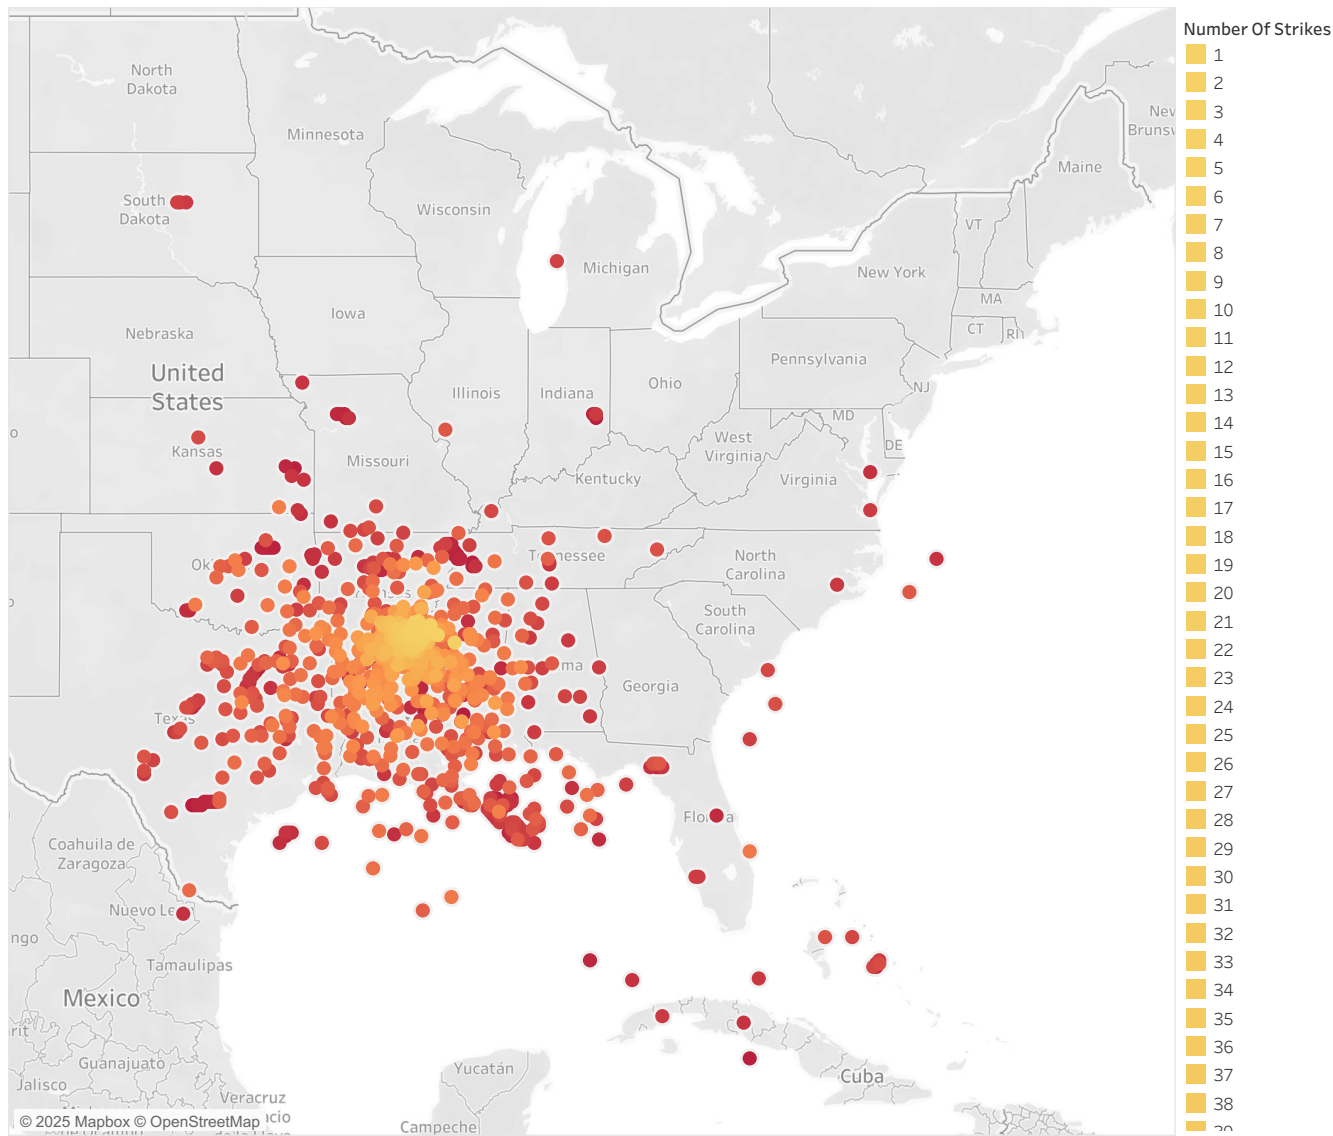 Number Of Strikes
1
2
3
4
5
6
7
8
9
10
11
12
13
14
15
16
17
18
19
20
21
22
23
24
25
26
27
28
29
30
31
32
33
34
35
36
37
38
North
Dakota
Minnesota
Maine
South
Dakota
Wisconsin
VT
Michigan
New York
MA
Iowa
CT
Nebraska
Pennsylvania
United
States
Illinois
Indiana
Ohio
NJ
MD
Kansas
West
Virginia
DE
Missouri
Kentucky
Virginia
North
Carolina
South
Carolina
Georgia
Coahuila de
Zaragoza
Tamaulipas
Mexico
Guanajuato
Yucatán
Cuba
Jalisco
Veracruz
Campeche
© 2025 Mapbox © OpenStreetMap